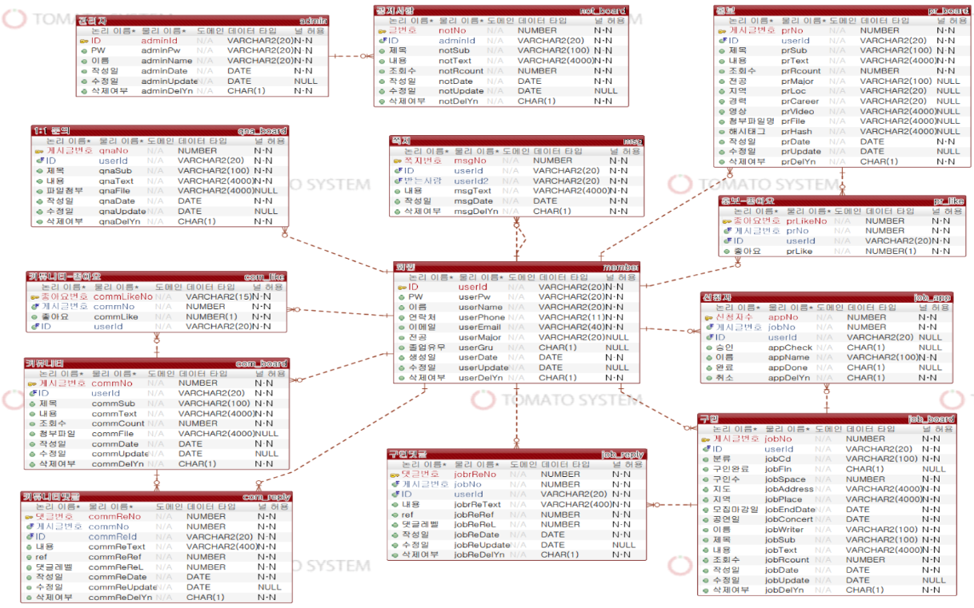 관리자 admin
논리 이름* 물리 이름* 도메인 데이터 타입 널 허용
ID adminId N/A VARCHAR2(20) N-N
PW adminPw N/A VARCHAR2(20) N-N
이름 adminName N/A VARCHAR2(20) N-N
작성일 adminDate N/A DATE N-N
수정일 adminUpdate N/A DATE NULL
삭제여부 adminDelYn N/A CHAR(1) N-N
공지사항 not_board
논리 이름* 물리 이름* 도메인 데이터 타입 널 허용
글번호 notNo N/A NUMBER N-N
ID adminId N/A VARCHAR2(20) N-N
제목 notSub N/A VARCHAR2(100) N-N
내용 notText N/A VARCHAR2(4000) N-N
조회수 notRcount N/A NUMBER N-N
작성일 notDate N/A DATE N-N
수정일 notUpdate N/A DATE NULL
삭제여부 notDelYn N/A CHAR(1) N-N
홍보 pr_board
논리 이름* 물리 이름* 도메인 데이터 타입 널 허용
게시글번호 prNo N/A NUMBER N-N
ID userId N/A VARCHAR2(20) N-N
제목 prSub N/A VARCHAR2(100) N-N
내용 prText N/A VARCHAR2(4000) N-N
조회수 prRcount N/A NUMBER N-N
전공 prMajor N/A VARCHAR2(100) NULL
지역 prLoc N/A VARCHAR2(20) NULL
경력 prCareer N/A VARCHAR2(20) NULL
영상 prVideo N/A VARCHAR2(4000) NULL
첨부파일명 prFile N/A VARCHAR2(4000) NULL
해시태그 prHash N/A VARCHAR2(4000) NULL
작성일 prDate N/A DATE N-N
수정일 prUpdate N/A DATE NULL
삭제여부 prDelYn N/A CHAR(1) N-N
1:1 문의 qna_board
논리 이름* 물리 이름* 도메인 데이터 타입 널 허용
게시글번호 qnaNo N/A NUMBER N-N
ID userId N/A VARCHAR2(20) N-N
제목 qnaSub N/A VARCHAR2(100) N-N
내용 qnaText N/A VARCHAR2(4000) N-N
파일첨부 qnaFile N/A VARCHAR2(4000) NULL
작성일 qnaDate N/A DATE N-N
수정일 qnaUpdate N/A DATE NULL
삭제여부 qnaDelYn N/A CHAR(1) N-N
쪽지 msg
논리 이름* 물리 이름* 도메인 데이터 타입 널 허용
쪽지번호 msgNo N/A NUMBER N-N
ID userId N/A VARCHAR2(20) N-N
받는사람 userId2 N/A VARCHAR2(20) N-N
내용 msgText N/A VARCHAR2(4000) N-N
작성일 msgDate N/A DATE N-N
삭제여부 msgDelYn N/A CHAR(1) N-N
홍보-좋아요 pr_like
논리 이름* 물리 이름* 도메인 데이터 타입 널 허용
좋아요번호 prLikeNo N/A NUMBER N-N
게시글번호 prNo N/A NUMBER N-N
ID userId N/A VARCHAR2(20) N-N
좋아요 prLike N/A NUMBER(1) N-N
커뮤니티-좋아요 com_like
논리 이름* 물리 이름* 도메인 데이터 타입 널 허용
좋아요번호 commLikeNo N/A VARCHAR2(15) N-N
게시글번호 commNo N/A NUMBER N-N
좋아요 commLike N/A NUMBER(1) N-N
ID userId N/A VARCHAR2(20) N-N
회원 member
논리 이름* 물리 이름* 도메인 데이터 타입 널 허용
ID userId N/A VARCHAR2(20) N-N
PW userPw N/A VARCHAR2(20) N-N
이름 userName N/A VARCHAR2(20) N-N
연락처 userPhone N/A VARCHAR2(11) N-N
이메일 userEmail N/A VARCHAR2(40) N-N
전공 userMajor N/A VARCHAR2(20) NULL
졸업유무 userGru N/A CHAR(1) NULL
생성일 userDate N/A DATE N-N
수정일 userUpdate N/A DATE NULL
삭제여부 userDelYn N/A CHAR(1) N-N
신청자 job_app
논리 이름* 물리 이름* 도메인 데이터 타입 널 허용
신청자수 appNo N/A NUMBER N-N
게시글번호 jobNo N/A NUMBER N-N
ID userId N/A VARCHAR2(20) N-N
승인 appCheck N/A CHAR(1) NULL
이름 appName N/A VARCHAR2(100) N-N
완료 appDone N/A CHAR(1) NULL
취소 appDelYn N/A CHAR(1) N-N
커뮤니티 com_board
논리 이름* 물리 이름* 도메인 데이터 타입 널 허용
게시글번호 commNo N/A NUMBER N-N
ID userId N/A VARCHAR2(20) N-N
제목 commSub N/A VARCHAR2(100) N-N
내용 commText N/A VARCHAR2(4000) N-N
조회수 commCount N/A NUMBER N-N
첨부파일 commFile N/A VARCHAR2(4000) NULL
작성일 commDate N/A DATE N-N
수정일 commUpdate N/A DATE NULL
삭제여부 commDelYn N/A CHAR(1) N-N
구인댓글 job_reply
논리 이름* 물리 이름* 도메인 데이터 타입 널 허용
댓글번호 jobrReNo N/A NUMBER N-N
게시글번호 jobNo N/A NUMBER N-N
ID userId N/A VARCHAR2(20) N-N
내용 jobReText N/A VARCHAR2(400) N-N
ref jobReRef N/A NUMBER N-N
댓글레벨 jobReReL N/A NUMBER N-N
작성일 jobReDate N/A DATE N-N
수정일 jobReUpdate N/A DATE NULL
삭제여부 jobReDelYn N/A CHAR(1) N-N
구인 job_board
논리 이름* 물리 이름* 도메인 데이터 타입 널 허용
게시글번호 jobNo N/A NUMBER N-N
ID userId N/A VARCHAR2(20) N-N
분류 jobCd N/A VARCHAR2(100) N-N
구인완료 jobFIn N/A CHAR(1) NULL
구인수 jobSpace N/A NUMBER N-N
지도 jobAddress N/A VARCHAR2(4000) N-N
지역 jobPlace N/A VARCHAR2(4000) N-N
모집마감일 jobEndDate N/A DATE N-N
공연일 jobConcert N/A DATE N-N
이름 jobWriter N/A VARCHAR2(100) N-N
제목 jobSub N/A VARCHAR2(100) N-N
내용 jobText N/A VARCHAR2(4000) N-N
조회수 jobRcount N/A NUMBER N-N
작성일 jobDate N/A DATE N-N
수정일 jobUpdate N/A DATE NULL
삭제여부 jobDelYn N/A CHAR(1) N-N
커뮤니티댓글 com_reply
논리 이름* 물리 이름* 도메인 데이터 타입 널 허용
댓글번호 commReNo N/A NUMBER N-N
게시글번호 commNo N/A NUMBER N-N
ID commReId N/A VARCHAR2(20) N-N
내용 commReText N/A VARCHAR2(400) N-N
ref commReRef N/A NUMBER N-N
댓글레벨 commReReL N/A NUMBER N-N
작성일 commReDate N/A DATE N-N
수정일 commReUpdate N/A DATE NULL
삭제여부 commReDelYn N/A CHAR(1) N-N
TOMATO SYSTEM